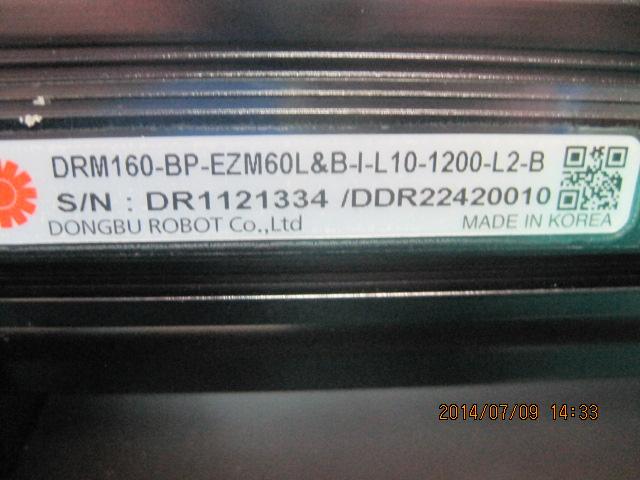 DRM160-BP-EZM60L&B-I-L10-1200-L2-B
S/N : DR1121334 /DDR22420010
DONGBU ROBOT Co.,Ltd
MADE IN KOREA
2014/07/09 14:33